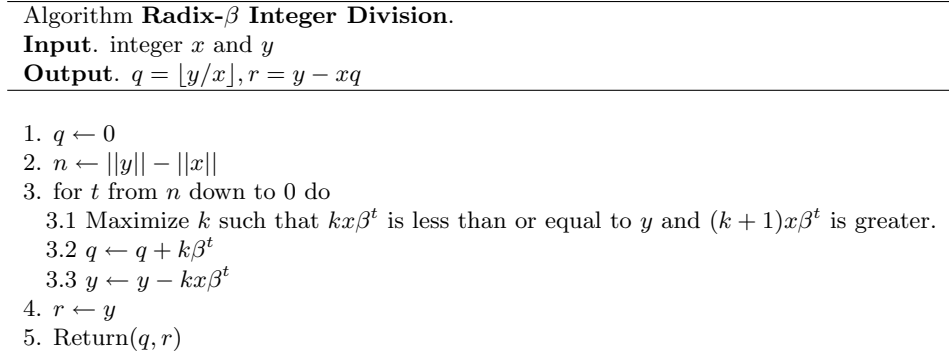 Algorithm Radix-β Integer Division.
Input. integer x and y
Output. q = ⌊y/x⌋, r = y − xq
1. q ← 0
2. n ← ||y|| − ||x||
3. for t from n down to 0 do
3.1 Maximize k such that kxβ^t is less than or equal to y and (k + 1)xβ^t is greater.
3.2 q ← q + kβ^t
3.3 y ← y − kxβ^t
4. r ← y
5. Return(q, r)